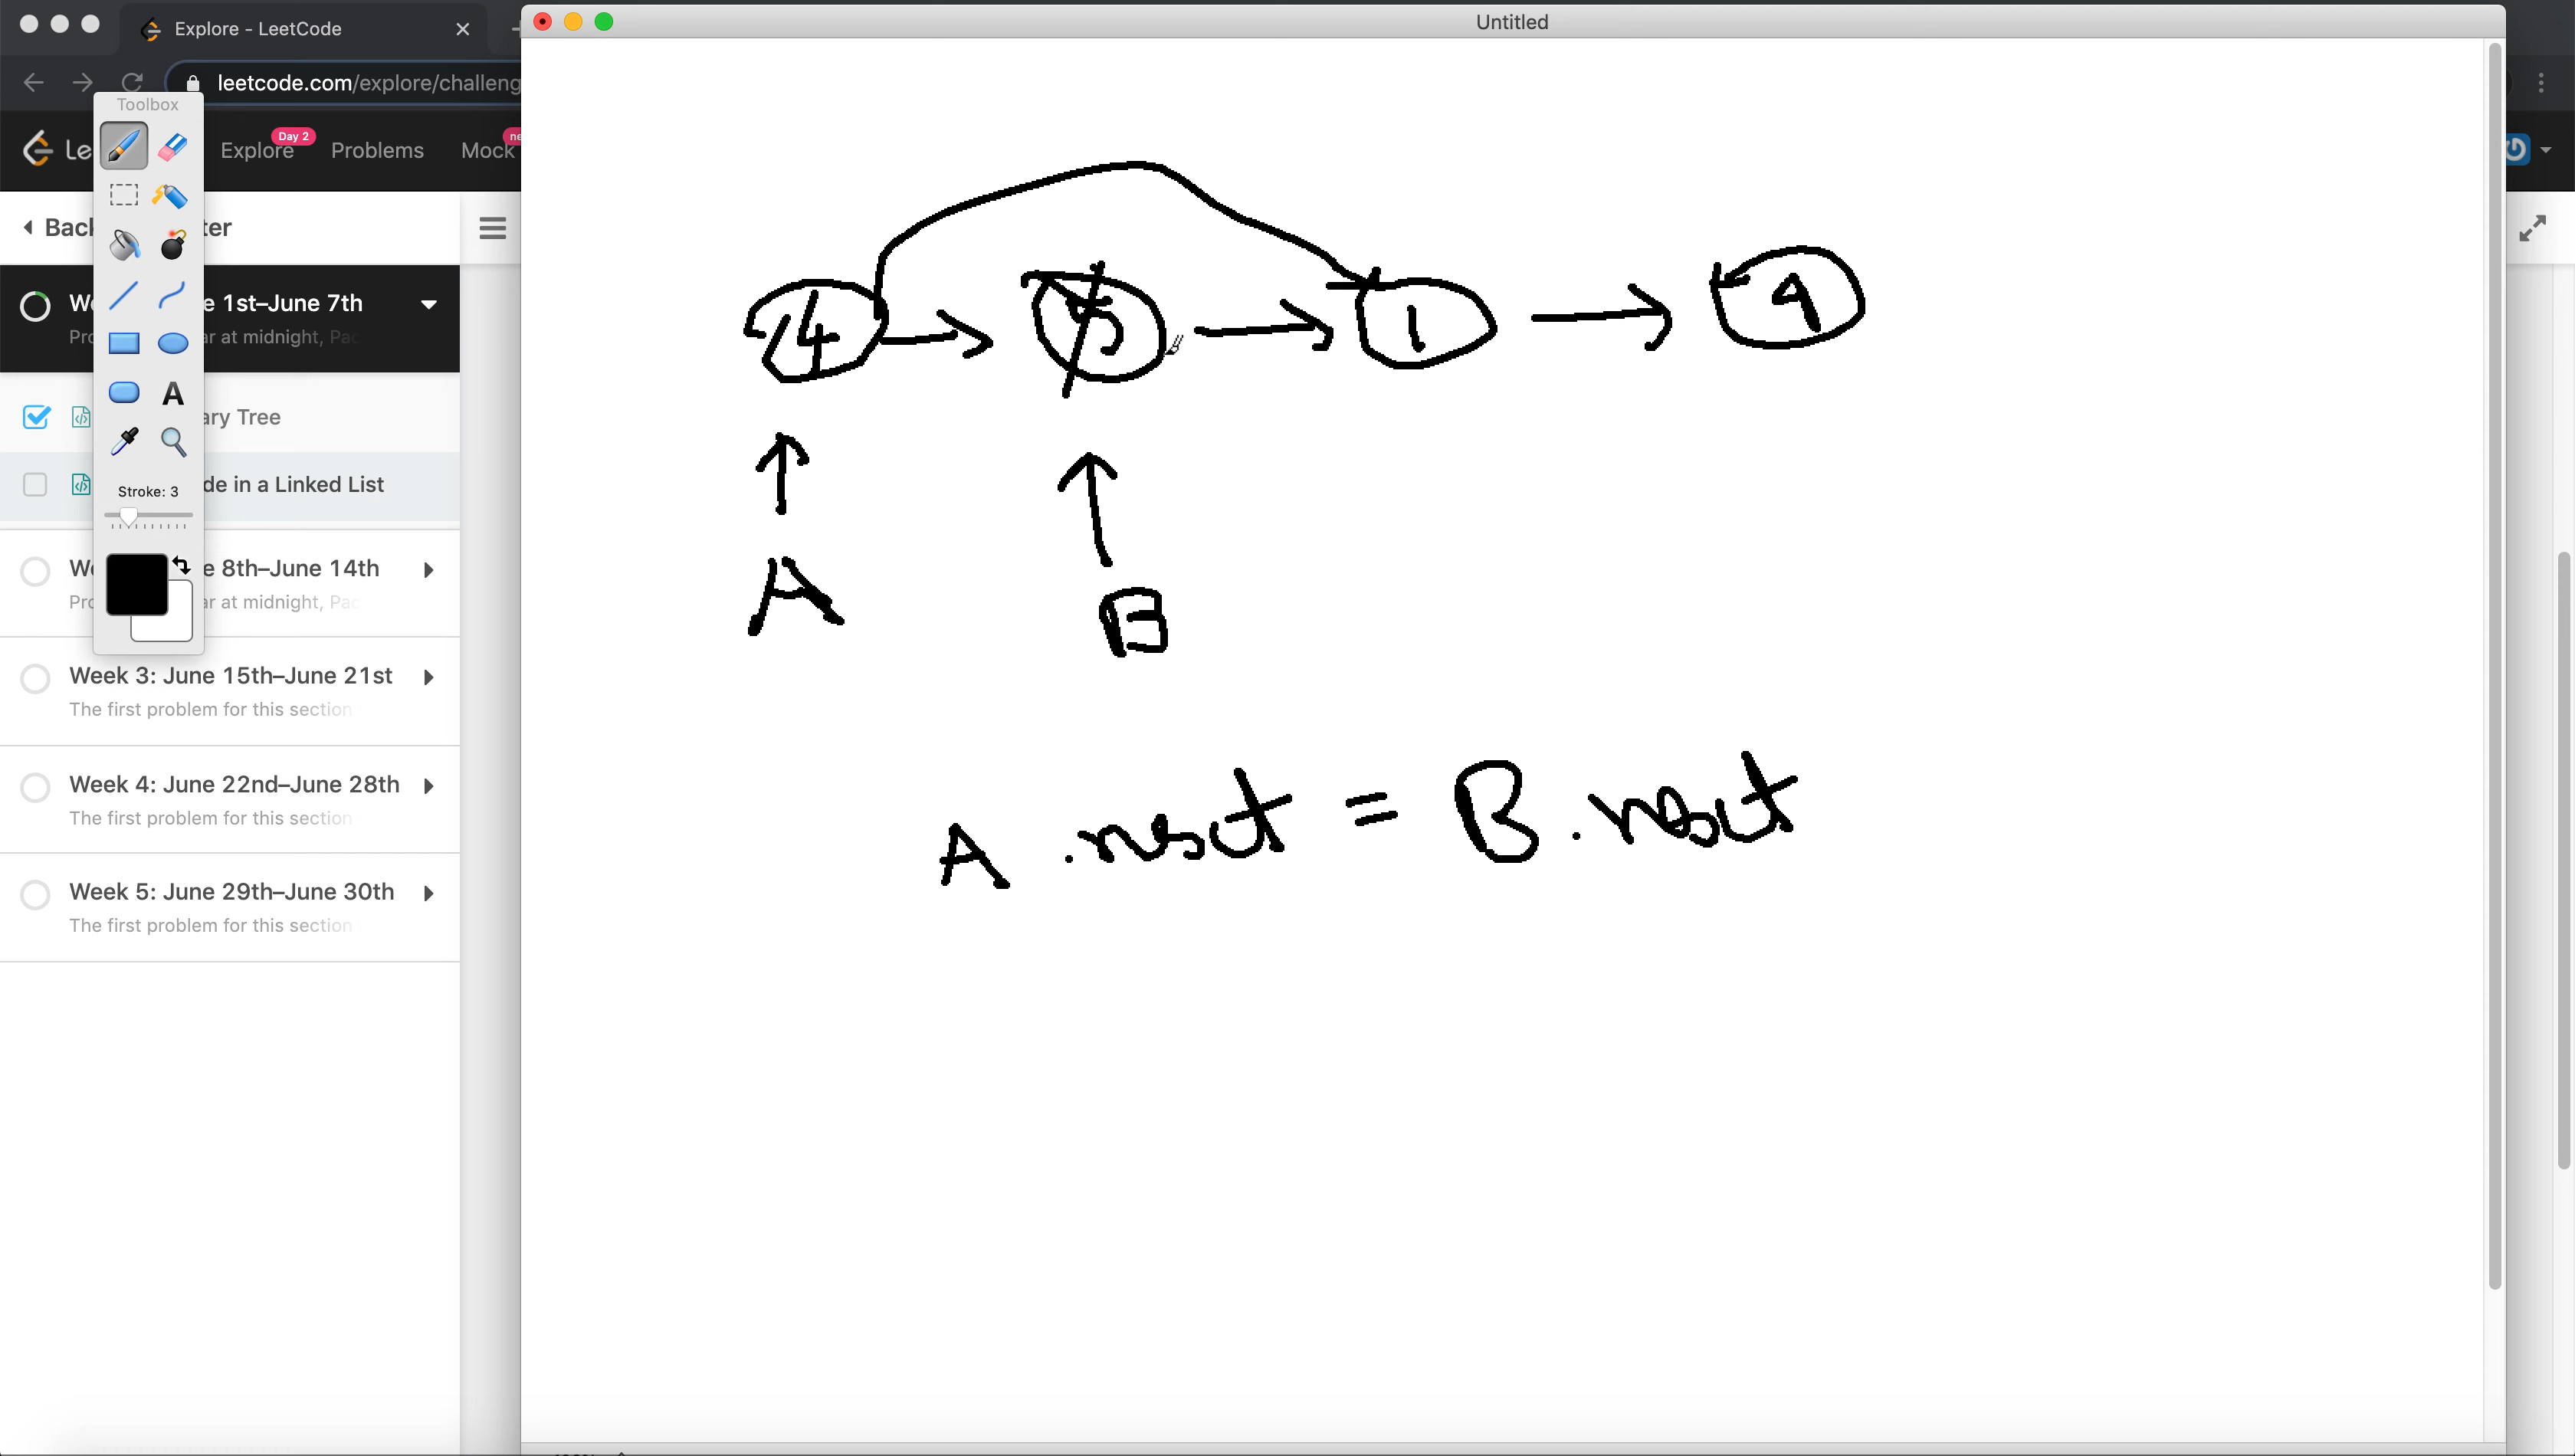 Explore - LeetCode
Untitled
leetcode.com/explore/challeng
Toolbox
Le
Explore
Day 2
Problems
Mock
ne
Back
ter
We
e 1st–June 7th
Pro
ar at midnight, Pac
ary Tree
de in a Linked List
Stroke: 3
We
e 8th–June 14th
Pro
ar at midnight, Pac
Week 3: June 15th–June 21st
The first problem for this section
Week 4: June 22nd–June 28th
The first problem for this section
Week 5: June 29th–June 30th
The first problem for this section
4 5 1 9
A B
A .next = B .next